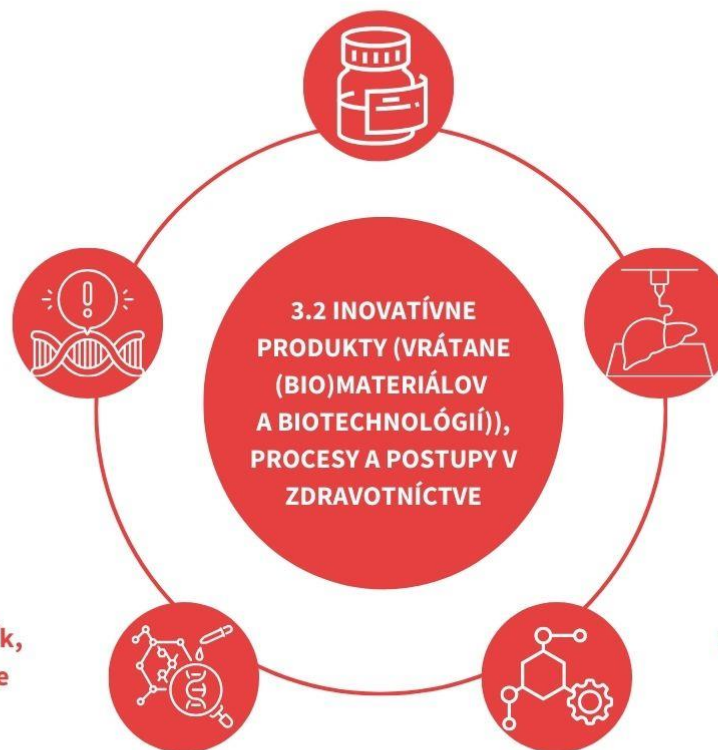 3.2 INOVATÍVNE
PRODUKTY (VRÁTANE
(BIO)MATERIÁLOV
A BIOTECHNOLÓGIÍ)),
PROCESY A POSTUPY V
ZDRAVOTNÍCTVE
k,
e